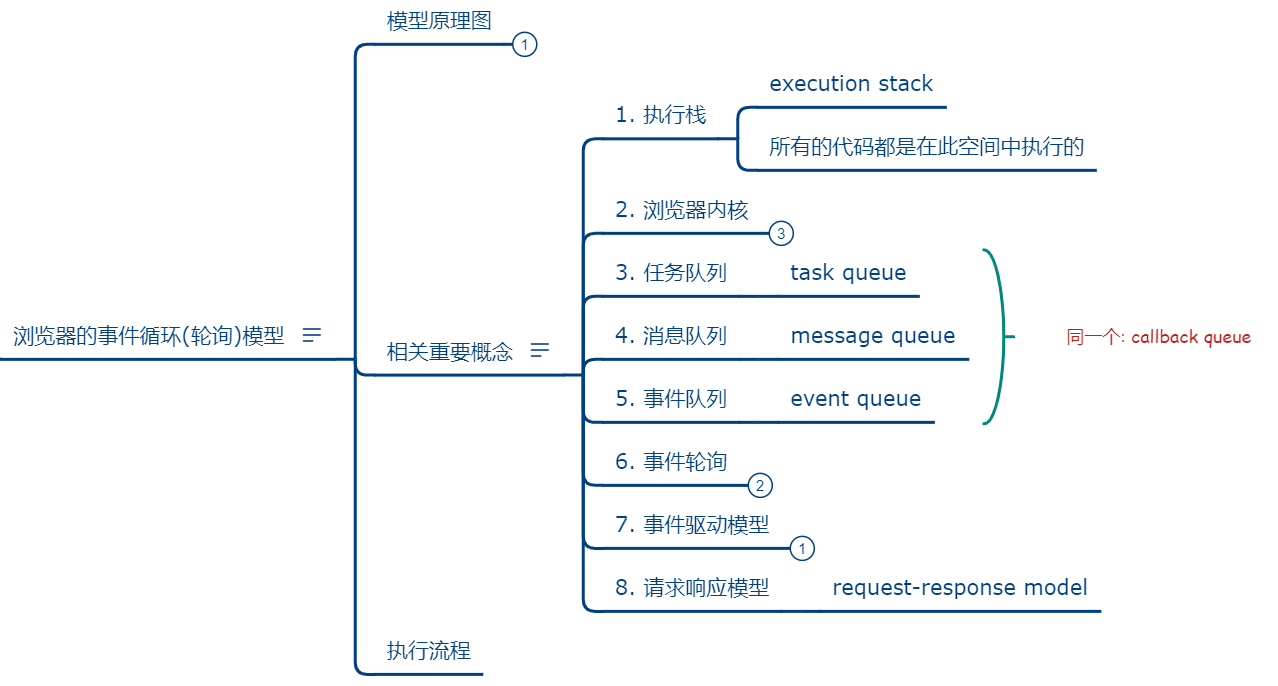 模型原理图
1
execution stack
1. 执行栈
所有的代码都是在此空间中执行的
2. 浏览器内核
3
3. 任务队列 task queue
浏览器的事件循环(轮询)模型
4. 消息队列 message queue
同一个: callback queue
相关重要概念
5. 事件队列 event queue
6. 事件轮询
2
7. 事件驱动模型
1
8. 请求响应模型 request-response model
执行流程